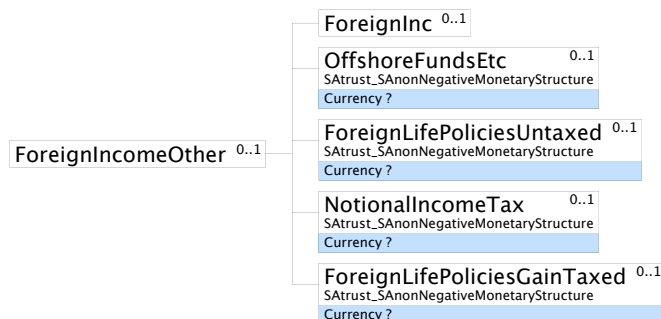 ForeignInc 0..1
OffshoreFundsEtc 0..1
SAtrust_SAnonNegativeMonetaryStructure
Currency ?
ForeignIncomeOther 0..1
ForeignLifePoliciesUntaxed 0..1
SAtrust_SAnonNegativeMonetaryStructure
Currency ?
NotionalIncomeTax 0..1
SAtrust_SAnonNegativeMonetaryStructure
Currency ?
ForeignLifePoliciesGainTaxed 0..1
SAtrust_SAnonNegativeMonetaryStructure
Currency ?